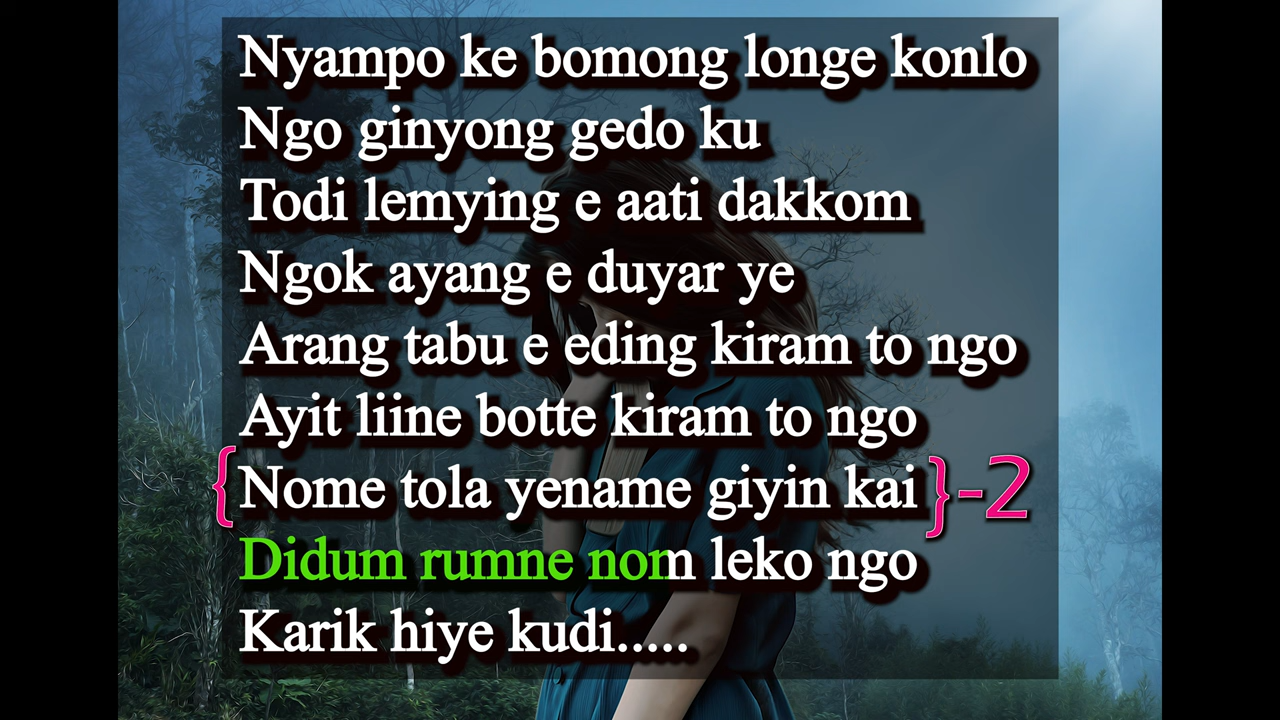 Nyampo ke bomong longe konlo
Ngo ginyong gedo ku
Todi lemying e aati dakkom
Ngok ayang e duyar ye
Arang tabu e eding kiram to ngo
Ayit liine botte kiram to ngo
{Nome tola yename giyin kai}-2
Didum rumne nom leko ngo
Karik hiye kudi.....